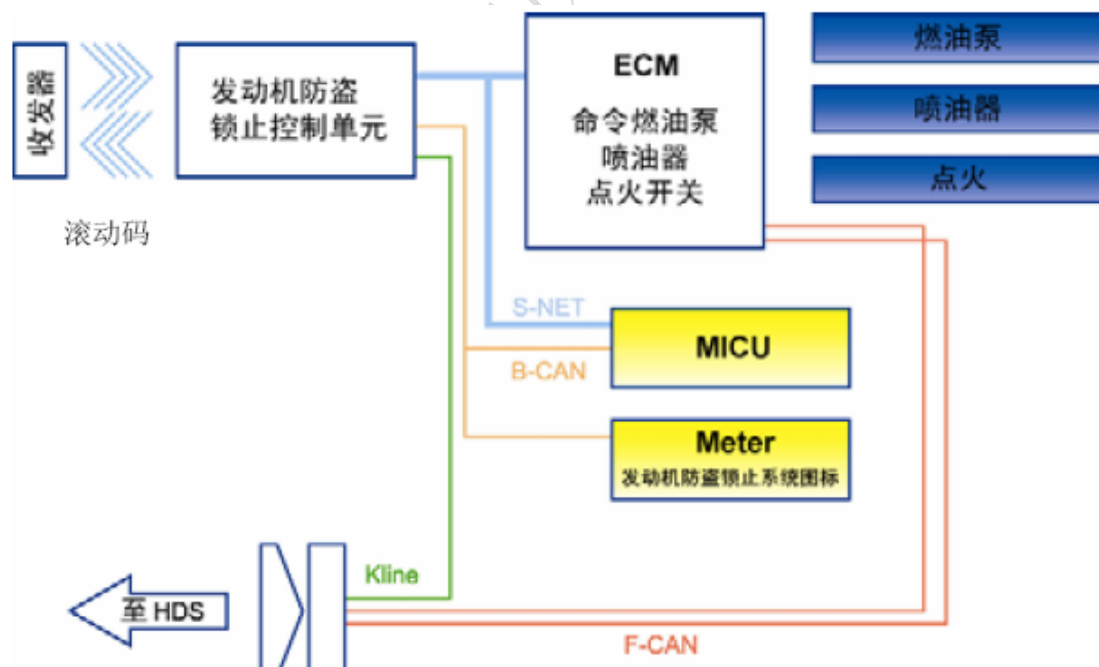 收发器
滚动码
发动机防盗
锁止控制单元
ECM
命令燃油泵
喷油器
点火开关
燃油泵
喷油器
点火
S-NET
B-CAN
MICU
Meter
发动机防盗锁止系统图标
Kline
至 HDS
F-CAN